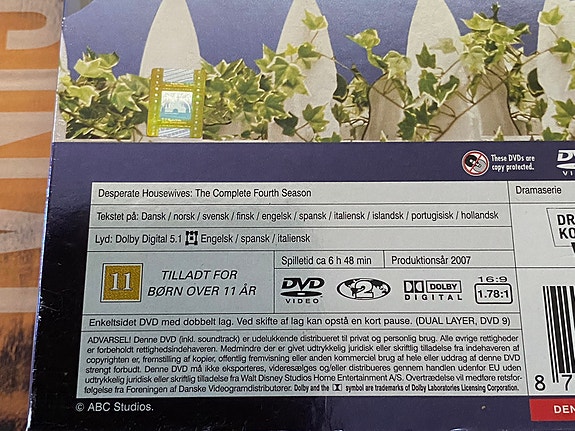 These DVDs are
copy protected.
DVD
VIDEO
Desperate Housewives: The Complete Fourth Season
Dramaserie
Tekstet på: Dansk / norsk / svensk / finsk / engelsk / spansk / italiensk / islandsk / portugisisk / hollandsk
Lyd: Dolby Digital 5.1 Engelsk / spansk / italiensk
Spilletid ca 6 h 48 min
Produktionsår 2007
11
TILLADT FOR
BØRN OVER 11 ÅR
DVD
VIDEO
2
DOLBY
DIGITAL
16:9
1.78:1
Enkeltsidet DVD med dobbelt lag. Ved skifte af lag kan opstå en kort pause. (DUAL LAYER, DVD 9)
ADVARSEL! Denne DVD (inkl. soundtrack) er udelukkende distribueret til privat og personlig brug. Alle øvrige rettigheder
er forbeholdt rettighedsindehaveren. Medmindre der er givet udtrykkelig juridisk eller skriftlig tilladelse fra indehaveren af
copyrighten er, fremstilling af kopier, offentlig fremvisning eller anden kommerciel brug af hele eller uddrag af denne DVD
strengt forbudt. Denne DVD må ikke eksporteres, videresælges og/eller distribueres gennem handel udenfor EU uden
udtrykkelig juridisk eller skriftlig tilladelse fra Walt Disney Studios Home Entertainment A/S. Overtrædelse vil medføre retsfor-
følgelse fra Foreningen af Danske Videogramdistributører. Dolby and the symbol are trademarks of Dolby Laboratories Licensing Corporation.
© ABC Studios.
DR
KO
8 7
DEN